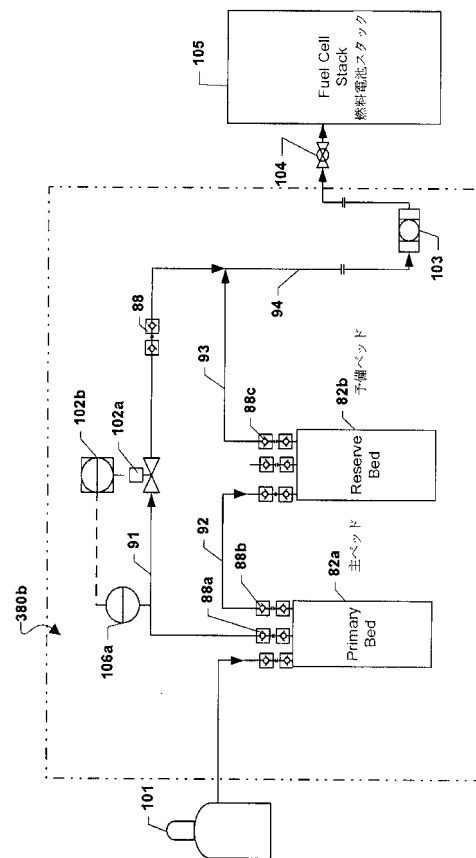 380b
101
106a
102b
102a
91
88
88a
88b
92
88c
93
94
103
104
105
Primary
Bed
82a
主ベッド
Reserve
Bed
82b
予備ベッド
Fuel Cell
Stack
燃料電池スタック